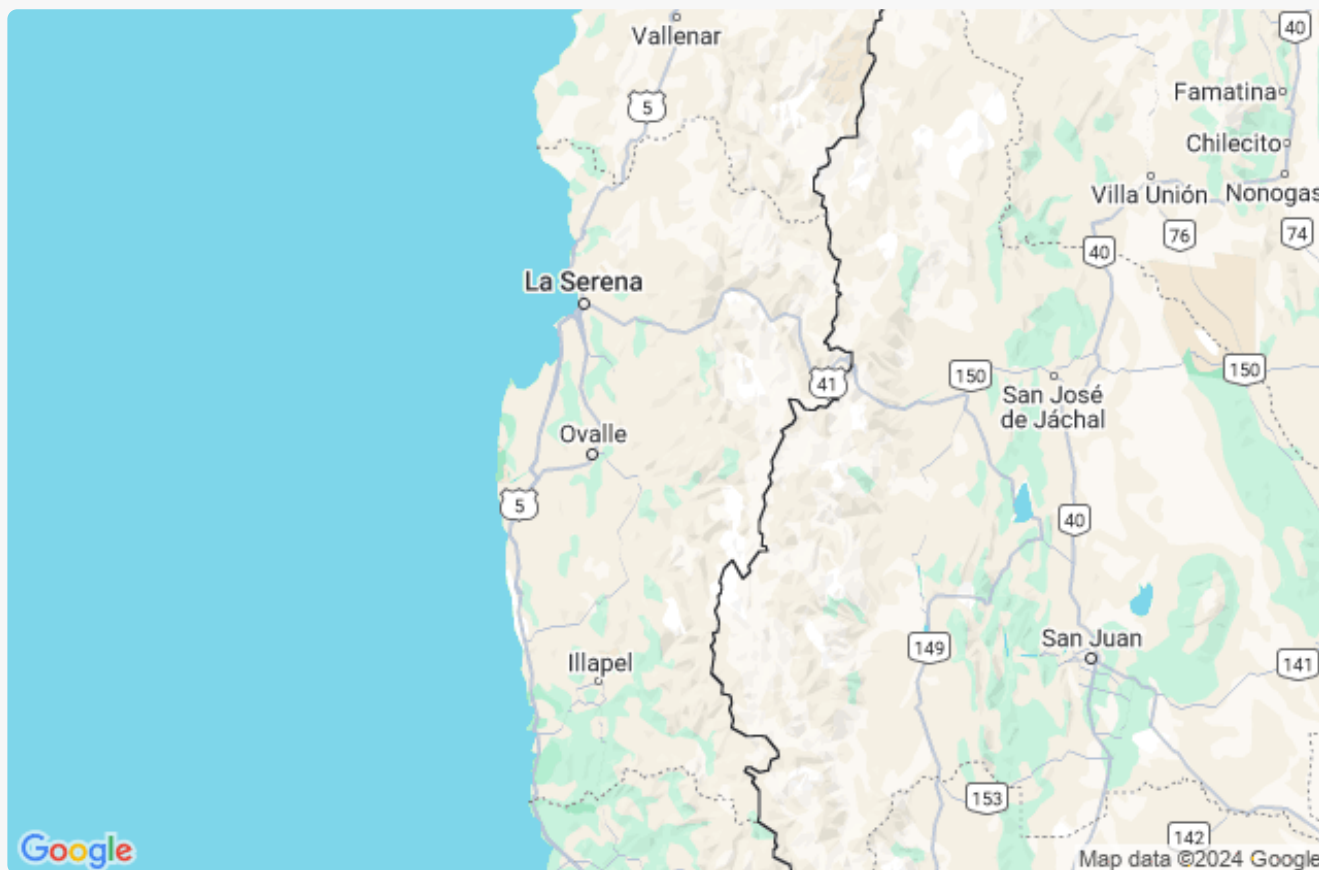 Vallenar
40
5
Famatina
Chilecito
Villa Unión
Nonogas
76
74
40
La Serena
150
150
41
San José
de Jáchal
Ovalle
5
40
San Juan
149
141
Illapel
153
142
Google
Map data ©2024 Google